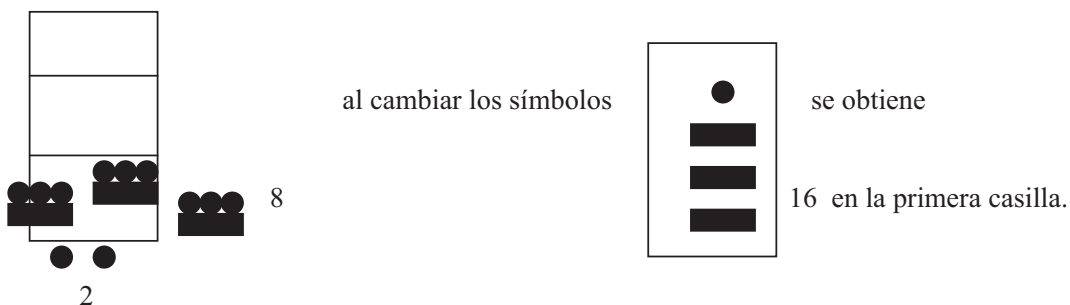 al cambiar los símbolos se obtiene
8
16 en la primera casilla.
2